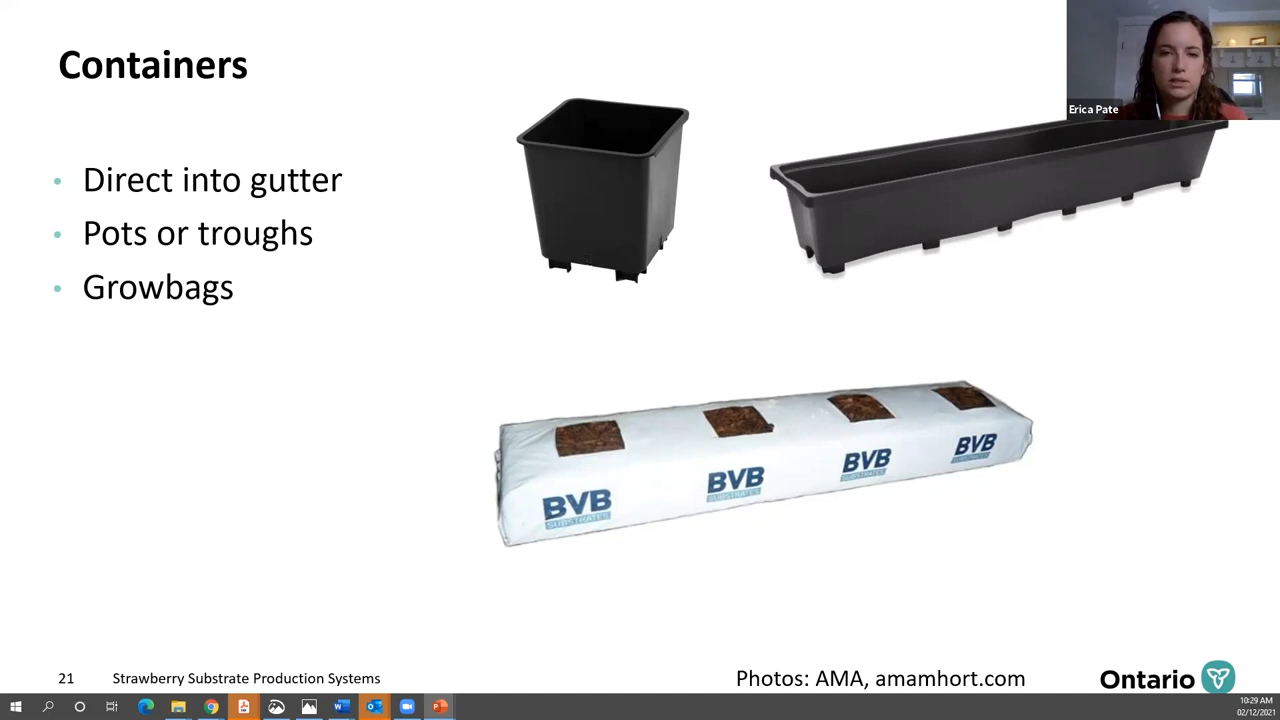 Containers
Erica Pate
• Direct into gutter
• Pots or troughs
• Growbags
BVB
SUBSTRATES
BVB
SUBSTRATES
BVB
SUBSTRATES
BVB
SUBSTRATES
21 Strawberry Substrate Production Systems
Photos: AMA, amamhort.com
Ontario
10:29 AM
02/12/2021